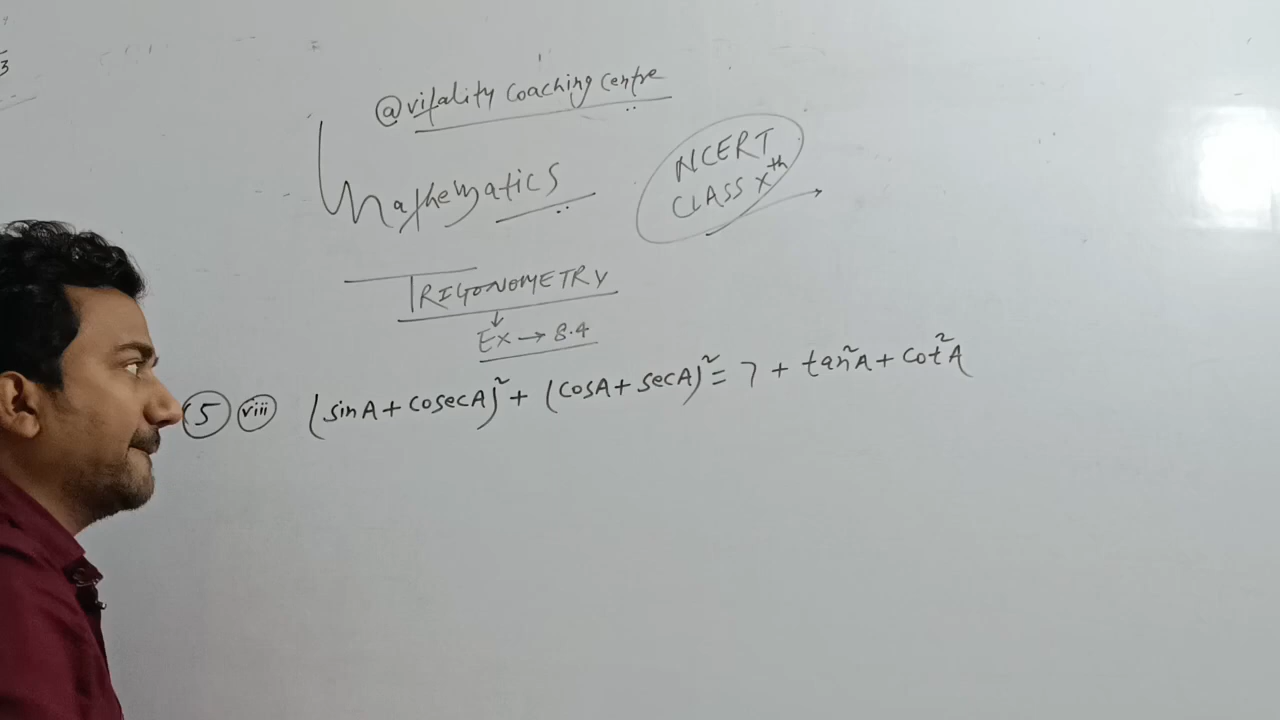 3
@vitality coaching centre
Mathematics
NCERT
CLASS Xth
TRIGONOMETRY
Ex → 8.4
5 viii (sinA + cosecA)² + (cosA + secA)² = 7 + tan²A + cot²A